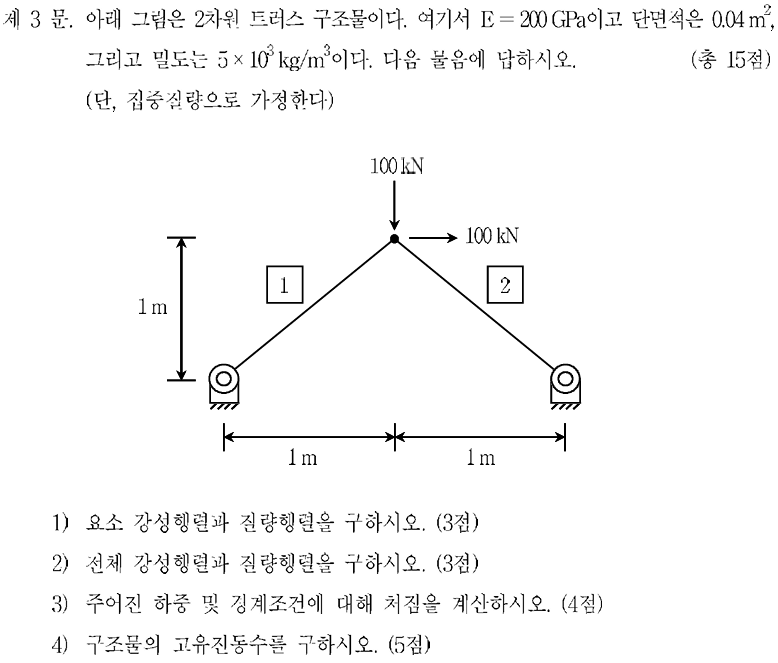 제 3 문. 아래 그림은 2차원 트러스 구조물이다. 여기서 E = 200 GPa이고 단면적은 0.04 m²,
그리고 밀도는 5×10³ kg/m³이다. 다음 물음에 답하시오. (총 15점)
(단, 집중질량으로 가정한다)
100 kN
100 kN
1
2
1 m
1 m
1 m
1) 요소 강성행렬과 질량행렬을 구하시오. (3점)
2) 전체 강성행렬과 질량행렬을 구하시오. (3점)
3) 주어진 하중 및 경계조건에 대해 처짐을 계산하시오. (4점)
4) 구조물의 고유진동수를 구하시오. (5점)